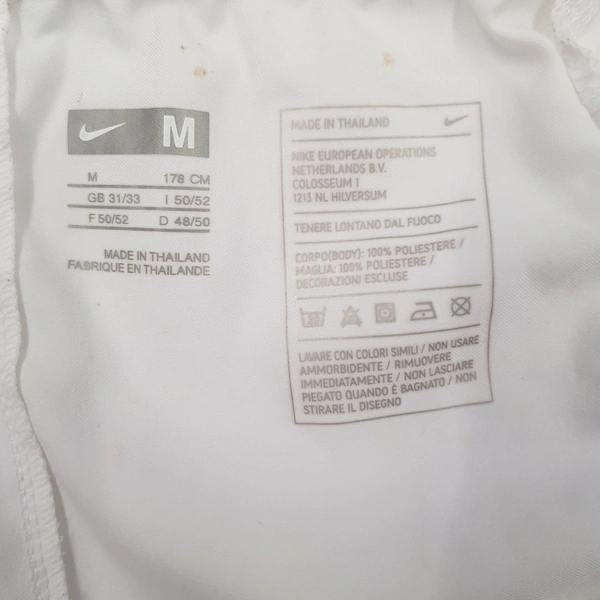 M
M 178 CM
GB 31/33 I 50/52
F 50/52 D 48/50
MADE IN THAILAND
FABRIQUE EN THAILANDE
MADE IN THAILAND
NIKE EUROPEAN OPERATIONS
NETHERLANDS B.V.
COLOSSEUM 1
1213 NL HILVERSUM
TENERE LONTANO DAL FUOCO
CORPO(BODY): 100% POLIESTERE /
MAGLIA: 100% POLIESTERE /
DECORAZIONI ESCLUSE
LAVARE CON COLORI SIMILI / NON USARE
AMMORBIDENTE / RIMUOVERE
IMMEDIATAMENTE / NON LASCIARE
PIEGATO QUANDO È BAGNATO / NON
STIRARE IL DISEGNO